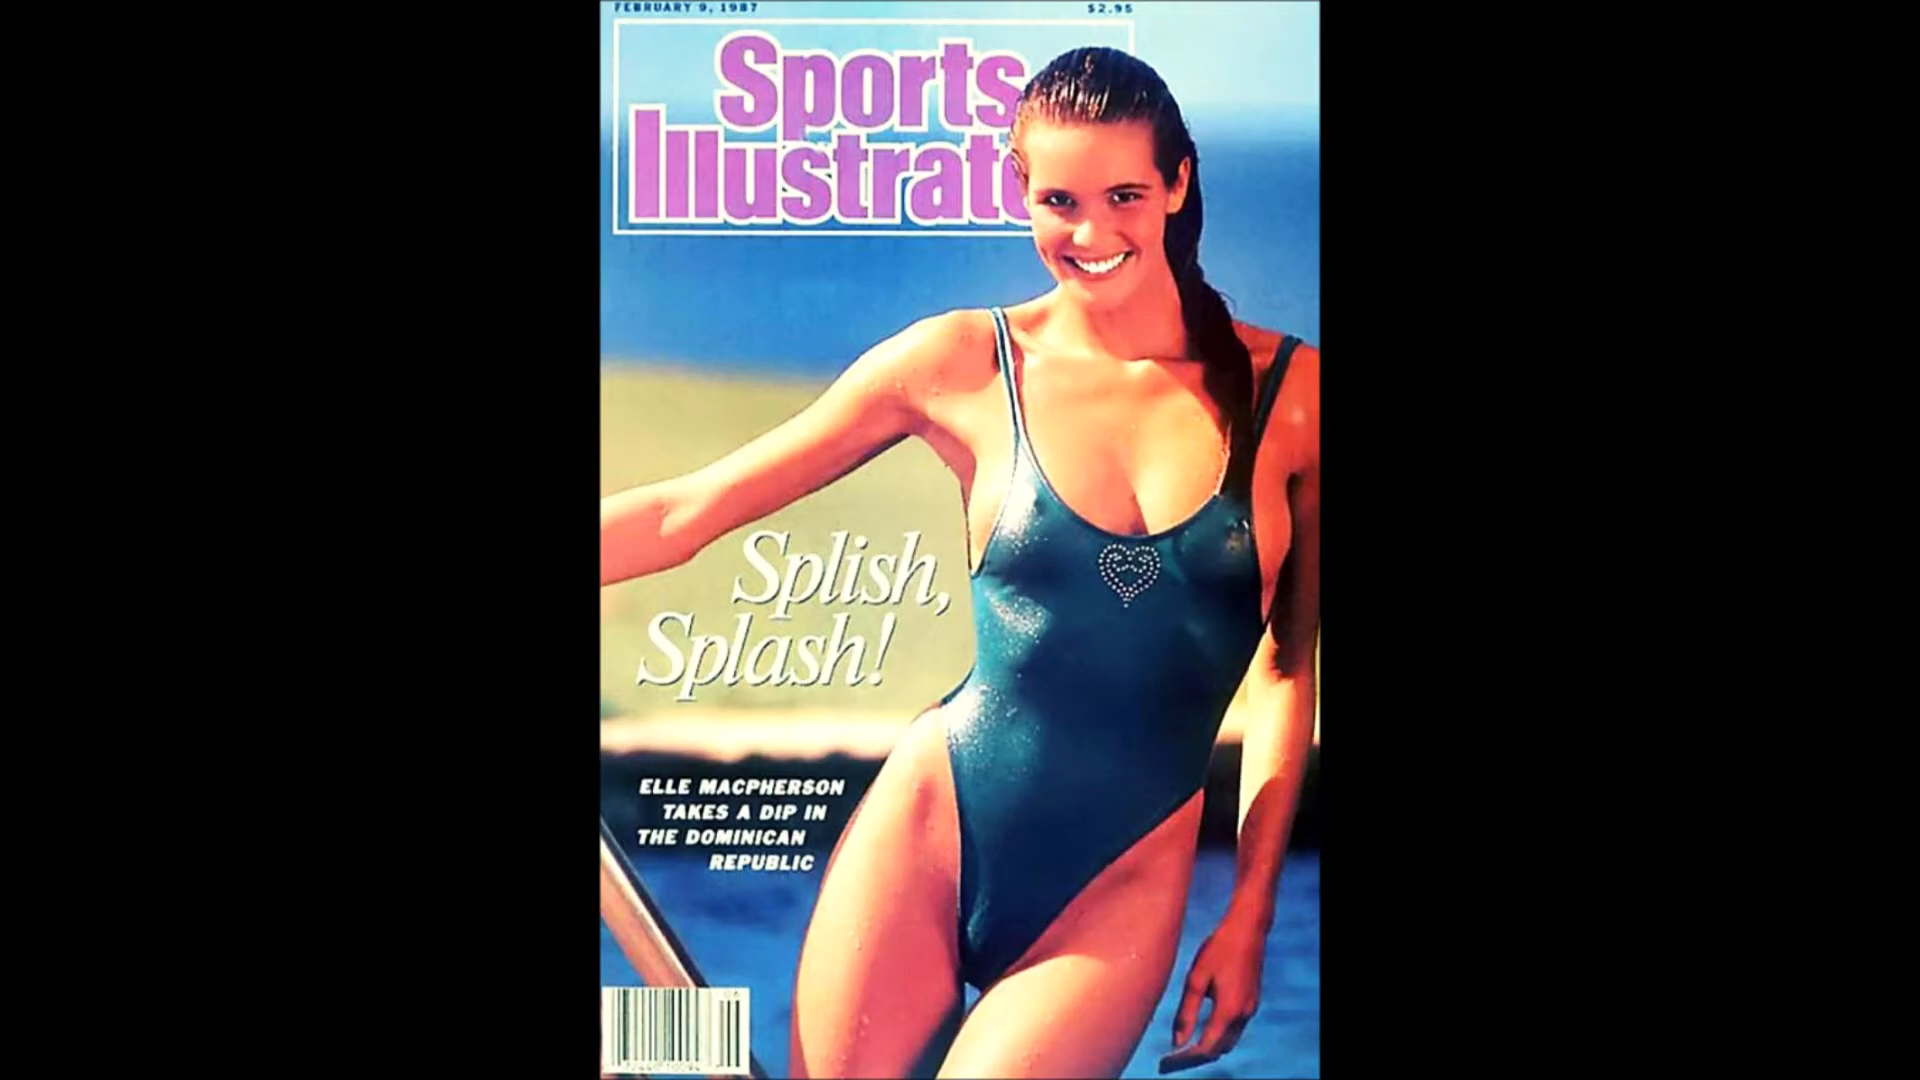 FEBRUARY 9, 1987
$2.95
Sports
Illustrate
Splish,
Splash!
ELLE MACPHERSON
TAKES A DIP IN
THE DOMINICAN
REPUBLIC